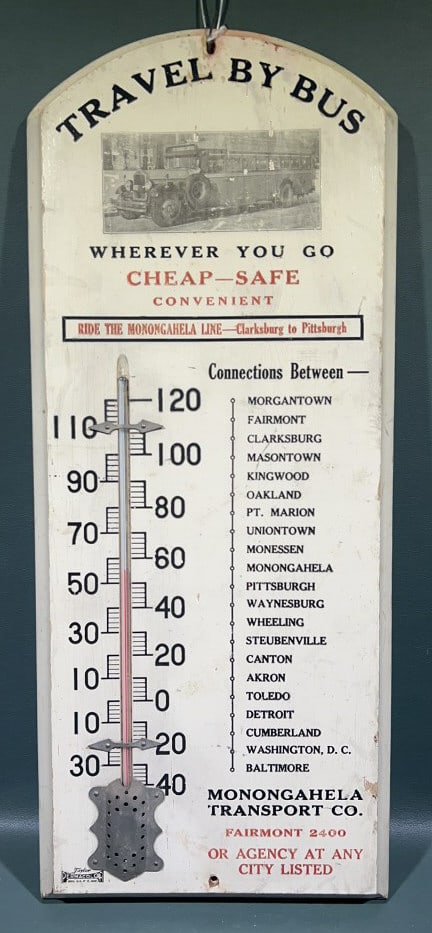 TRAVEL BY BUS
WHEREVER YOU GO
CHEAP—SAFE
CONVENIENT
RIDE THE MONONGAHELA LINE—Clarksburg to Pittsburgh
Connections Between—
MORGANTOWN
FAIRMONT
CLARKSBURG
MASONTOWN
KINGWOOD
OAKLAND
PT. MARION
UNIONTOWN
MONESSEN
MONONGAHELA
PITTSBURGH
WAYNESBURG
WHEELING
STEUBENVILLE
CANTON
AKRON
TOLEDO
DETROIT
CUMBERLAND
WASHINGTON, D. C.
BALTIMORE
120
110
100
90
80
70
60
50
40
30
20
10
0
10
20
30
40
MONONGAHELA
TRANSPORT CO.
FAIRMONT 2400
OR AGENCY AT ANY
CITY LISTED
Taylor